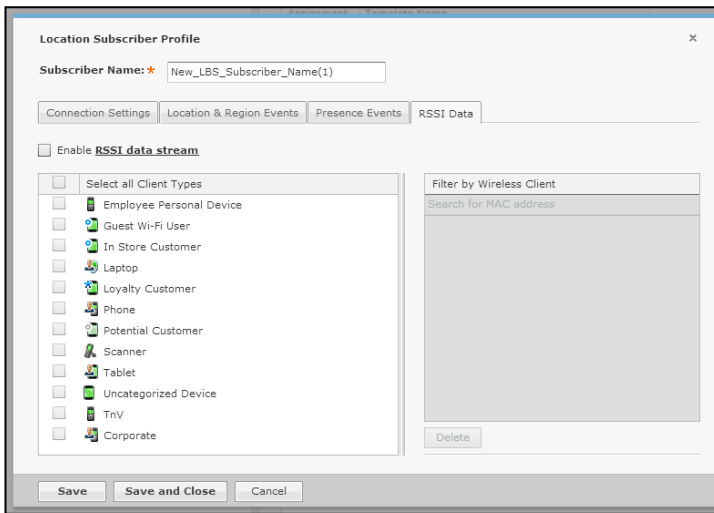 Assignment Template Name
Location Subscriber Profile
×
Subscriber Name: * New_LBS_Subscriber_Name(1)
Connection Settings Location & Region Events Presence Events RSSI Data
Enable RSSI data stream
Select all Client Types
Employee Personal Device
Guest Wi-Fi User
In Store Customer
Laptop
Loyalty Customer
Phone
Potential Customer
Scanner
Tablet
Uncategorized Device
TnV
Corporate
Filter by Wireless Client
Search for MAC address
Delete
Save Save and Close Cancel